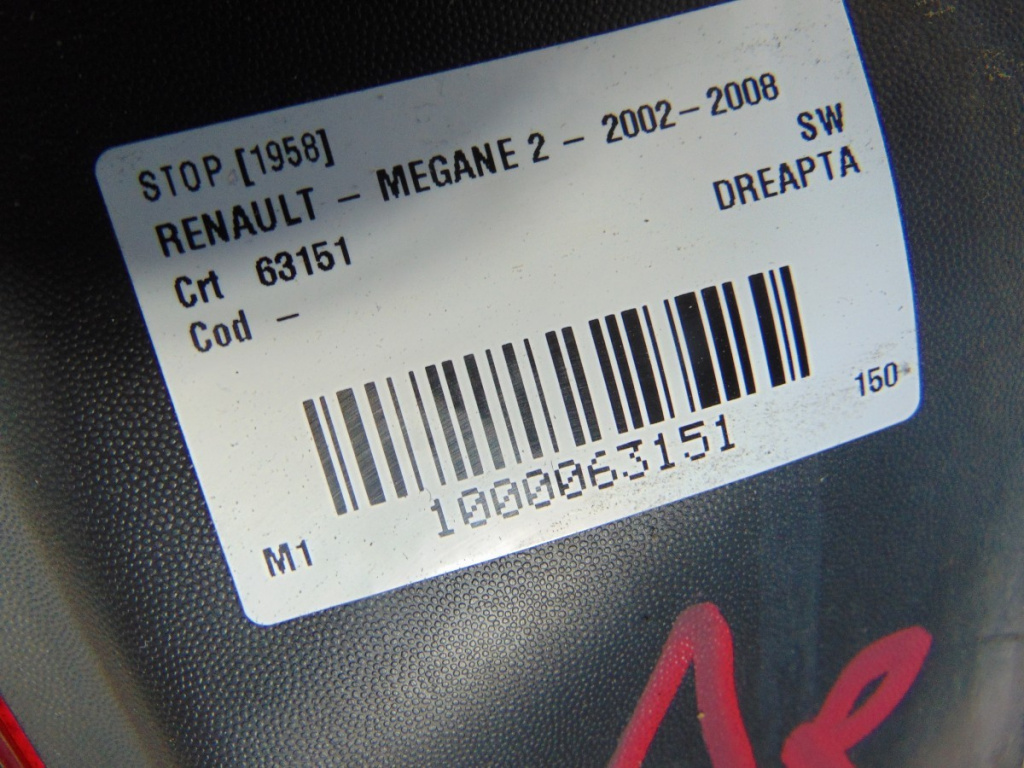 STOP [1958]
RENAULT - MEGANE 2 - 2002-2008
SW
Crt 63151
DREAPTA
Cod -
1000063151
150
M1